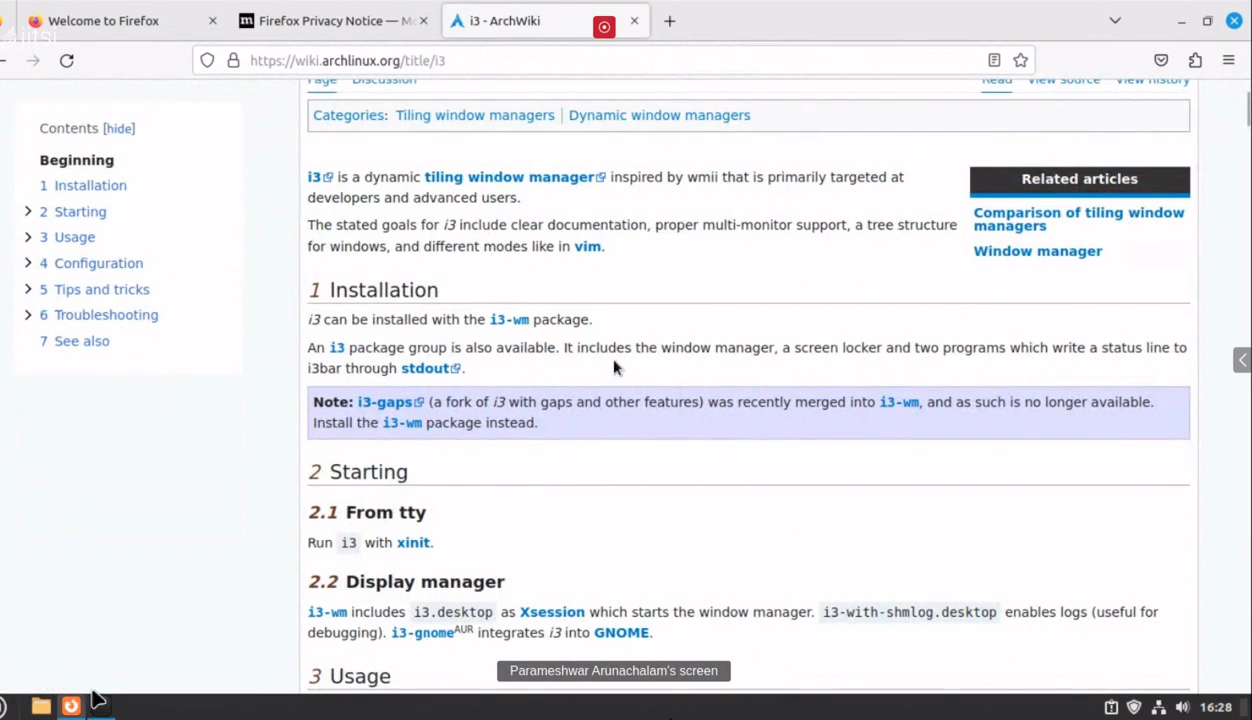 Welcome to Firefox
Firefox Privacy Notice — Mo
i3 - ArchWiki
jitsi
https://wiki.archlinux.org/title/i3
Page Discussion Read View source View history
Contents [hide]
Beginning
1 Installation
2 Starting
3 Usage
4 Configuration
5 Tips and tricks
6 Troubleshooting
7 See also
Categories: Tiling window managers | Dynamic window managers
i3 is a dynamic tiling window manager inspired by wmii that is primarily targeted at
developers and advanced users.
The stated goals for i3 include clear documentation, proper multi-monitor support, a tree structure
for windows, and different modes like in vim.
Related articles
Comparison of tiling window
managers
Window manager
1 Installation
i3 can be installed with the i3-wm package.
An i3 package group is also available. It includes the window manager, a screen locker and two programs which write a status line to
i3bar through stdout.
Note: i3-gaps (a fork of i3 with gaps and other features) was recently merged into i3-wm, and as such is no longer available.
Install the i3-wm package instead.
2 Starting
2.1 From tty
Run i3 with xinit.
2.2 Display manager
i3-wm includes i3.desktop as Xsession which starts the window manager. i3-with-shmlog.desktop enables logs (useful for
debugging). i3-gnomeAUR integrates i3 into GNOME.
3 Usage
Parameshwar Arunachalam's screen
16:28